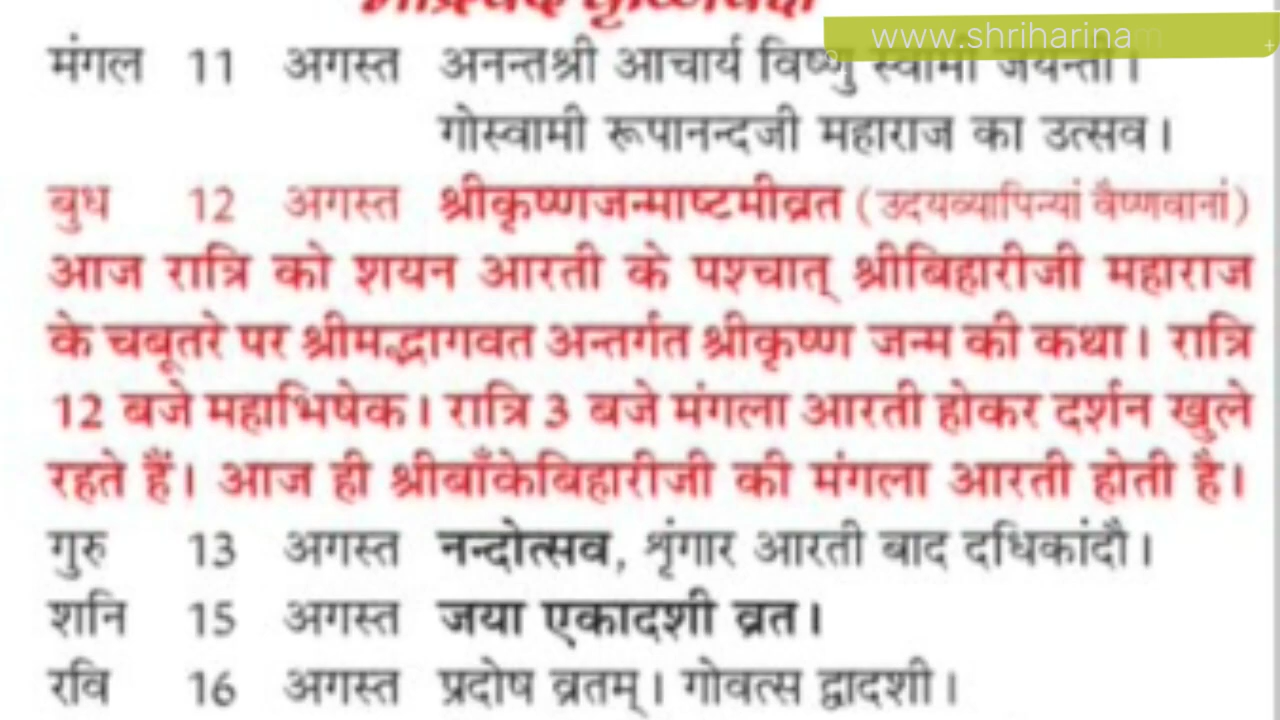 www.shriharinam
मंगल 11 अगस्त अनन्तश्री आचार्य विष्णु स्वामी जयन्ती।
गोस्वामी रूपानन्दजी महाराज का उत्सव।
बुध 12 अगस्त श्रीकृष्णजन्माष्टमीव्रत (उदयव्यापिन्यां वैष्णवानां)
आज रात्रि को शयन आरती के पश्चात् श्रीबिहारीजी महाराज
के चबूतरे पर श्रीमद्भागवत अन्तर्गत श्रीकृष्ण जन्म की कथा। रात्रि
12 बजे महाभिषेक। रात्रि 3 बजे मंगला आरती होकर दर्शन खुले
रहते हैं। आज ही श्रीबाँकेबिहारीजी की मंगला आरती होती है।
गुरु 13 अगस्त नन्दोत्सव, शृंगार आरती बाद दधिकांदौ।
शनि 15 अगस्त जया एकादशी व्रत।
रवि 16 अगस्त प्रदोष व्रतम्। गोवत्स द्वादशी।